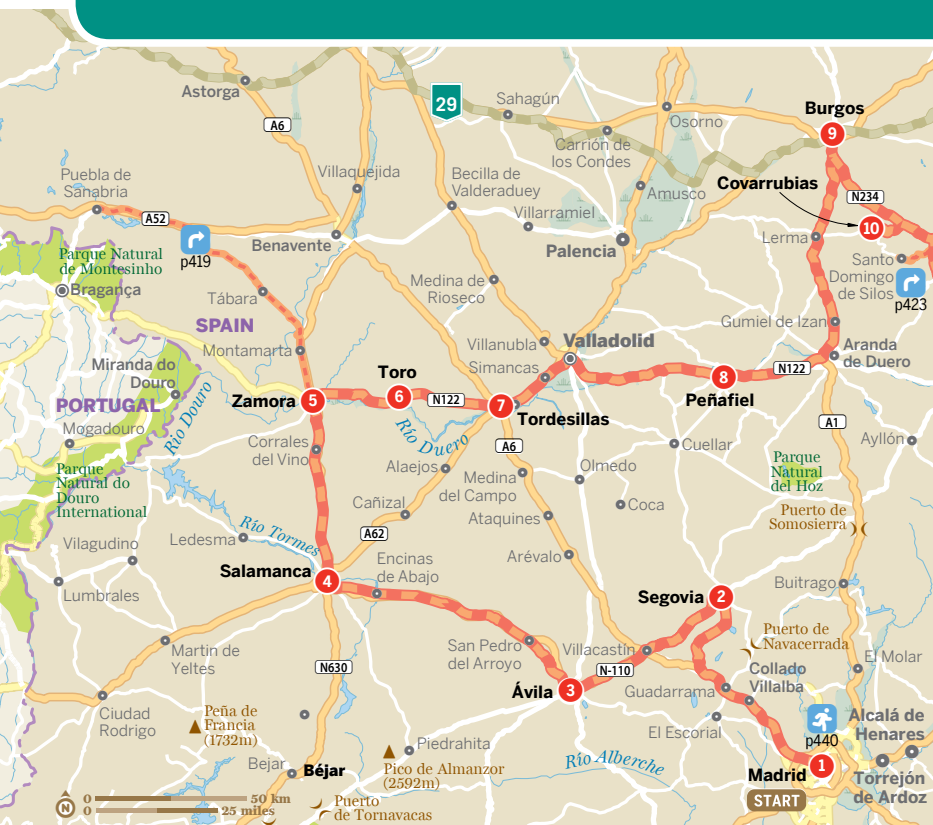 29
Astorga
Sahagún
Burgos
9
Osorno
A6
Carrión de
los Condes
Puebla de
Sanabria
Villaquejida
Becilla de
Valderaduey
Covarrubias
Amusco
N234
A52
Villarramiel
10
Benavente
Lerma
p419
Palencia
Parque Natural
de Montesinho
Santo
Domingo
de Silos
Bragança
Medina de
Rioseco
p423
Tábara
SPAIN
Gumiel de Izan
Montamarta
Villanubla
Valladolid
Aranda
de Duero
Miranda do
Douro
Simancas
Toro
8
N122
Zamora
5
6
N122
7
Peñafiel
PORTUGAL
Tordesillas
Rio Douro
Mogadouro
Río Duero
A1
Corrales
del Vino
A6
Cuellar
Ayllón
Parque
Natural do
Douro
International
Alaejos
Medina
del Campo
Olmedo
Parque
Natural
del Hoz
Cañizal
Coca
Puerto de
Somosierra
Río Tormes
Ataquines
A62
Vilagudino
Ledesma
Encinas
de Abajo
Arévalo
Salamanca
4
Buitrago
Lumbrales
Segovia
2
Puerto de
Navacerrada
Martin de
Yeltes
San Pedro
del Arroyo
Villacastín
El Molar
N630
N-110
Collado
Villalba
Ávila
3
Guadarrama
Ciudad
Rodrigo
Peña de
Francia
(1732m)
El Escorial
Alcalá de
Henares
p440
Piedrahita
Río Alberche
Bejar
Béjar
Pico de Almanzor
(2592m)
Madrid
1
Torrejón
de Ardoz
START
N
0
50 km
0
25 miles
Puerto
de Tornavacas